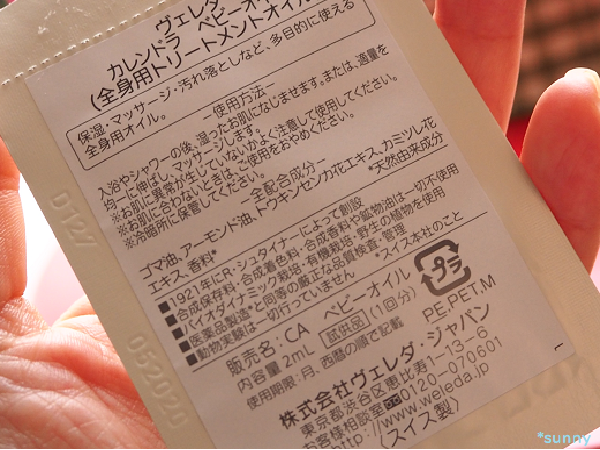 ヴェレダ
カレンドラ ベビーオイ
(全身用トリートメントオイル
保湿・マッサージ・汚れ落としなど、多目的に使える
全身用オイル。
ー使用方法ー
入浴やシャワーの後、湿ったお肌になじませます。または、適量を
均一に伸ばし、マッサージします。
※お肌に異常が生じていないかよく注意して使用してください。
※お肌に合わないときは、ご使用をおやめください。
※冷暗所に保管してください。
ー全配合成分ー
ゴマ油、アーモンド油、トウキンセンカ花エキス、カミツレ花
エキス、香料*
*天然由来成分
■1921年にR・シュタイナーによって創設
■合成保存料・合成着色料・合成香料や鉱物油は一切不使用
■バイオダイナミック栽培・有機栽培・野生の植物を使用
■医薬品製造*と同等の厳正な品質検査・管理
■動物実験は一切行っていません
*スイス本社のこと
販売名:CA ベビーオイル
内容量 2mL 試供品 (1回分)
使用期限:月、西暦の順で記載
プラ
PE,PET,M
株式会社ヴェレダ・ジャパン
東京都渋谷区恵比寿1-13-6
お客様相談室 0120-070601
http://www.weleda.jp
〈スイス製〉
D127
052020
*sunny